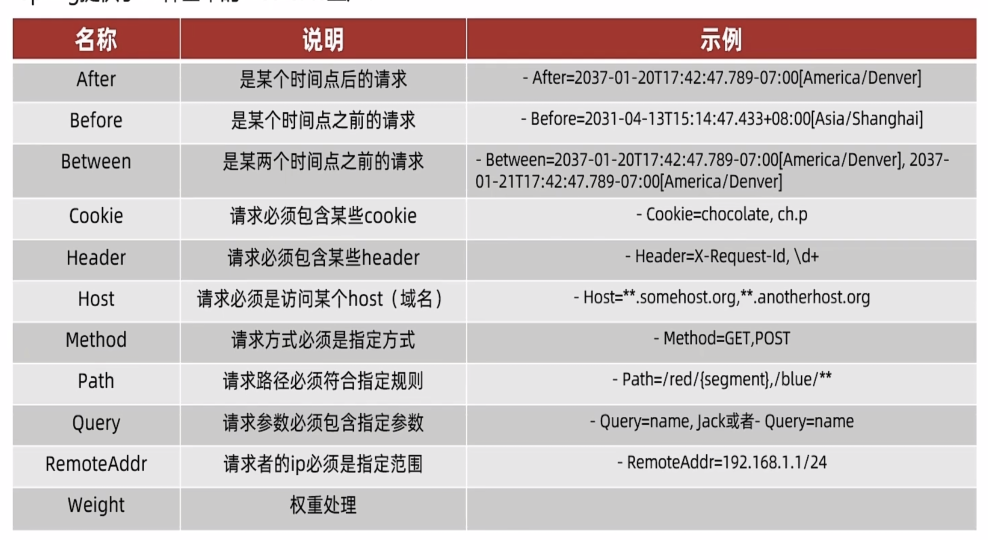 名称 说明 示例
After 是某个时间点后的请求 - After=2037-01-20T17:42:47.789-07:00[America/Denver]
Before 是某个时间点之前的请求 - Before=2031-04-13T15:14:47.433+08:00[Asia/Shanghai]
Between 是某两个时间点之前的请求 - Between=2037-01-20T17:42:47.789-07:00[America/Denver], 2037-
01-21T17:42:47.789-07:00[America/Denver]
Cookie 请求必须包含某些cookie - Cookie=chocolate, ch.p
Header 请求必须包含某些header - Header=X-Request-Id, \d+
Host 请求必须是访问某个host（域名） - Host=**.somehost.org,**.anotherhost.org
Method 请求方式必须是指定方式 - Method=GET,POST
Path 请求路径必须符合指定规则 - Path=/red/{segment},/blue/**
Query 请求参数必须包含指定参数 - Query=name, Jack或者- Query=name
RemoteAddr 请求者的ip必须是指定范围 - RemoteAddr=192.168.1.1/24
Weight 权重处理